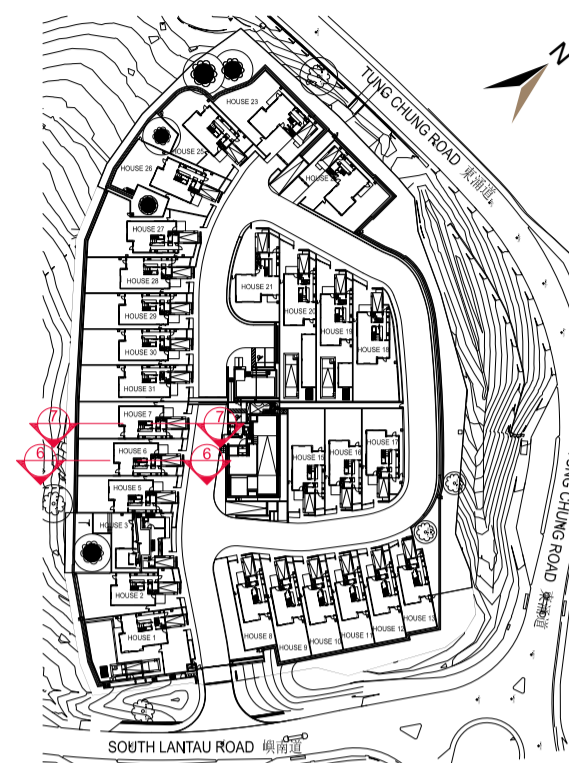 N
TUNG CHUNG ROAD 東涌道
HOUSE 23
HOUSE 25
HOUSE 26
HOUSE 27
HOUSE 28
HOUSE 29
HOUSE 30
HOUSE 31
HOUSE 21
HOUSE 20
HOUSE 19
HOUSE 18
7
7
HOUSE 7
6
6
HOUSE 6
HOUSE 5
HOUSE 3
HOUSE 2
HOUSE 1
HOUSE 15
HOUSE 16
HOUSE 17
HOUSE 8
HOUSE 9
HOUSE 10
HOUSE 11
HOUSE 12
HOUSE 13
TUNG CHUNG ROAD 東涌道
SOUTH LANTAU ROAD 嶼南道